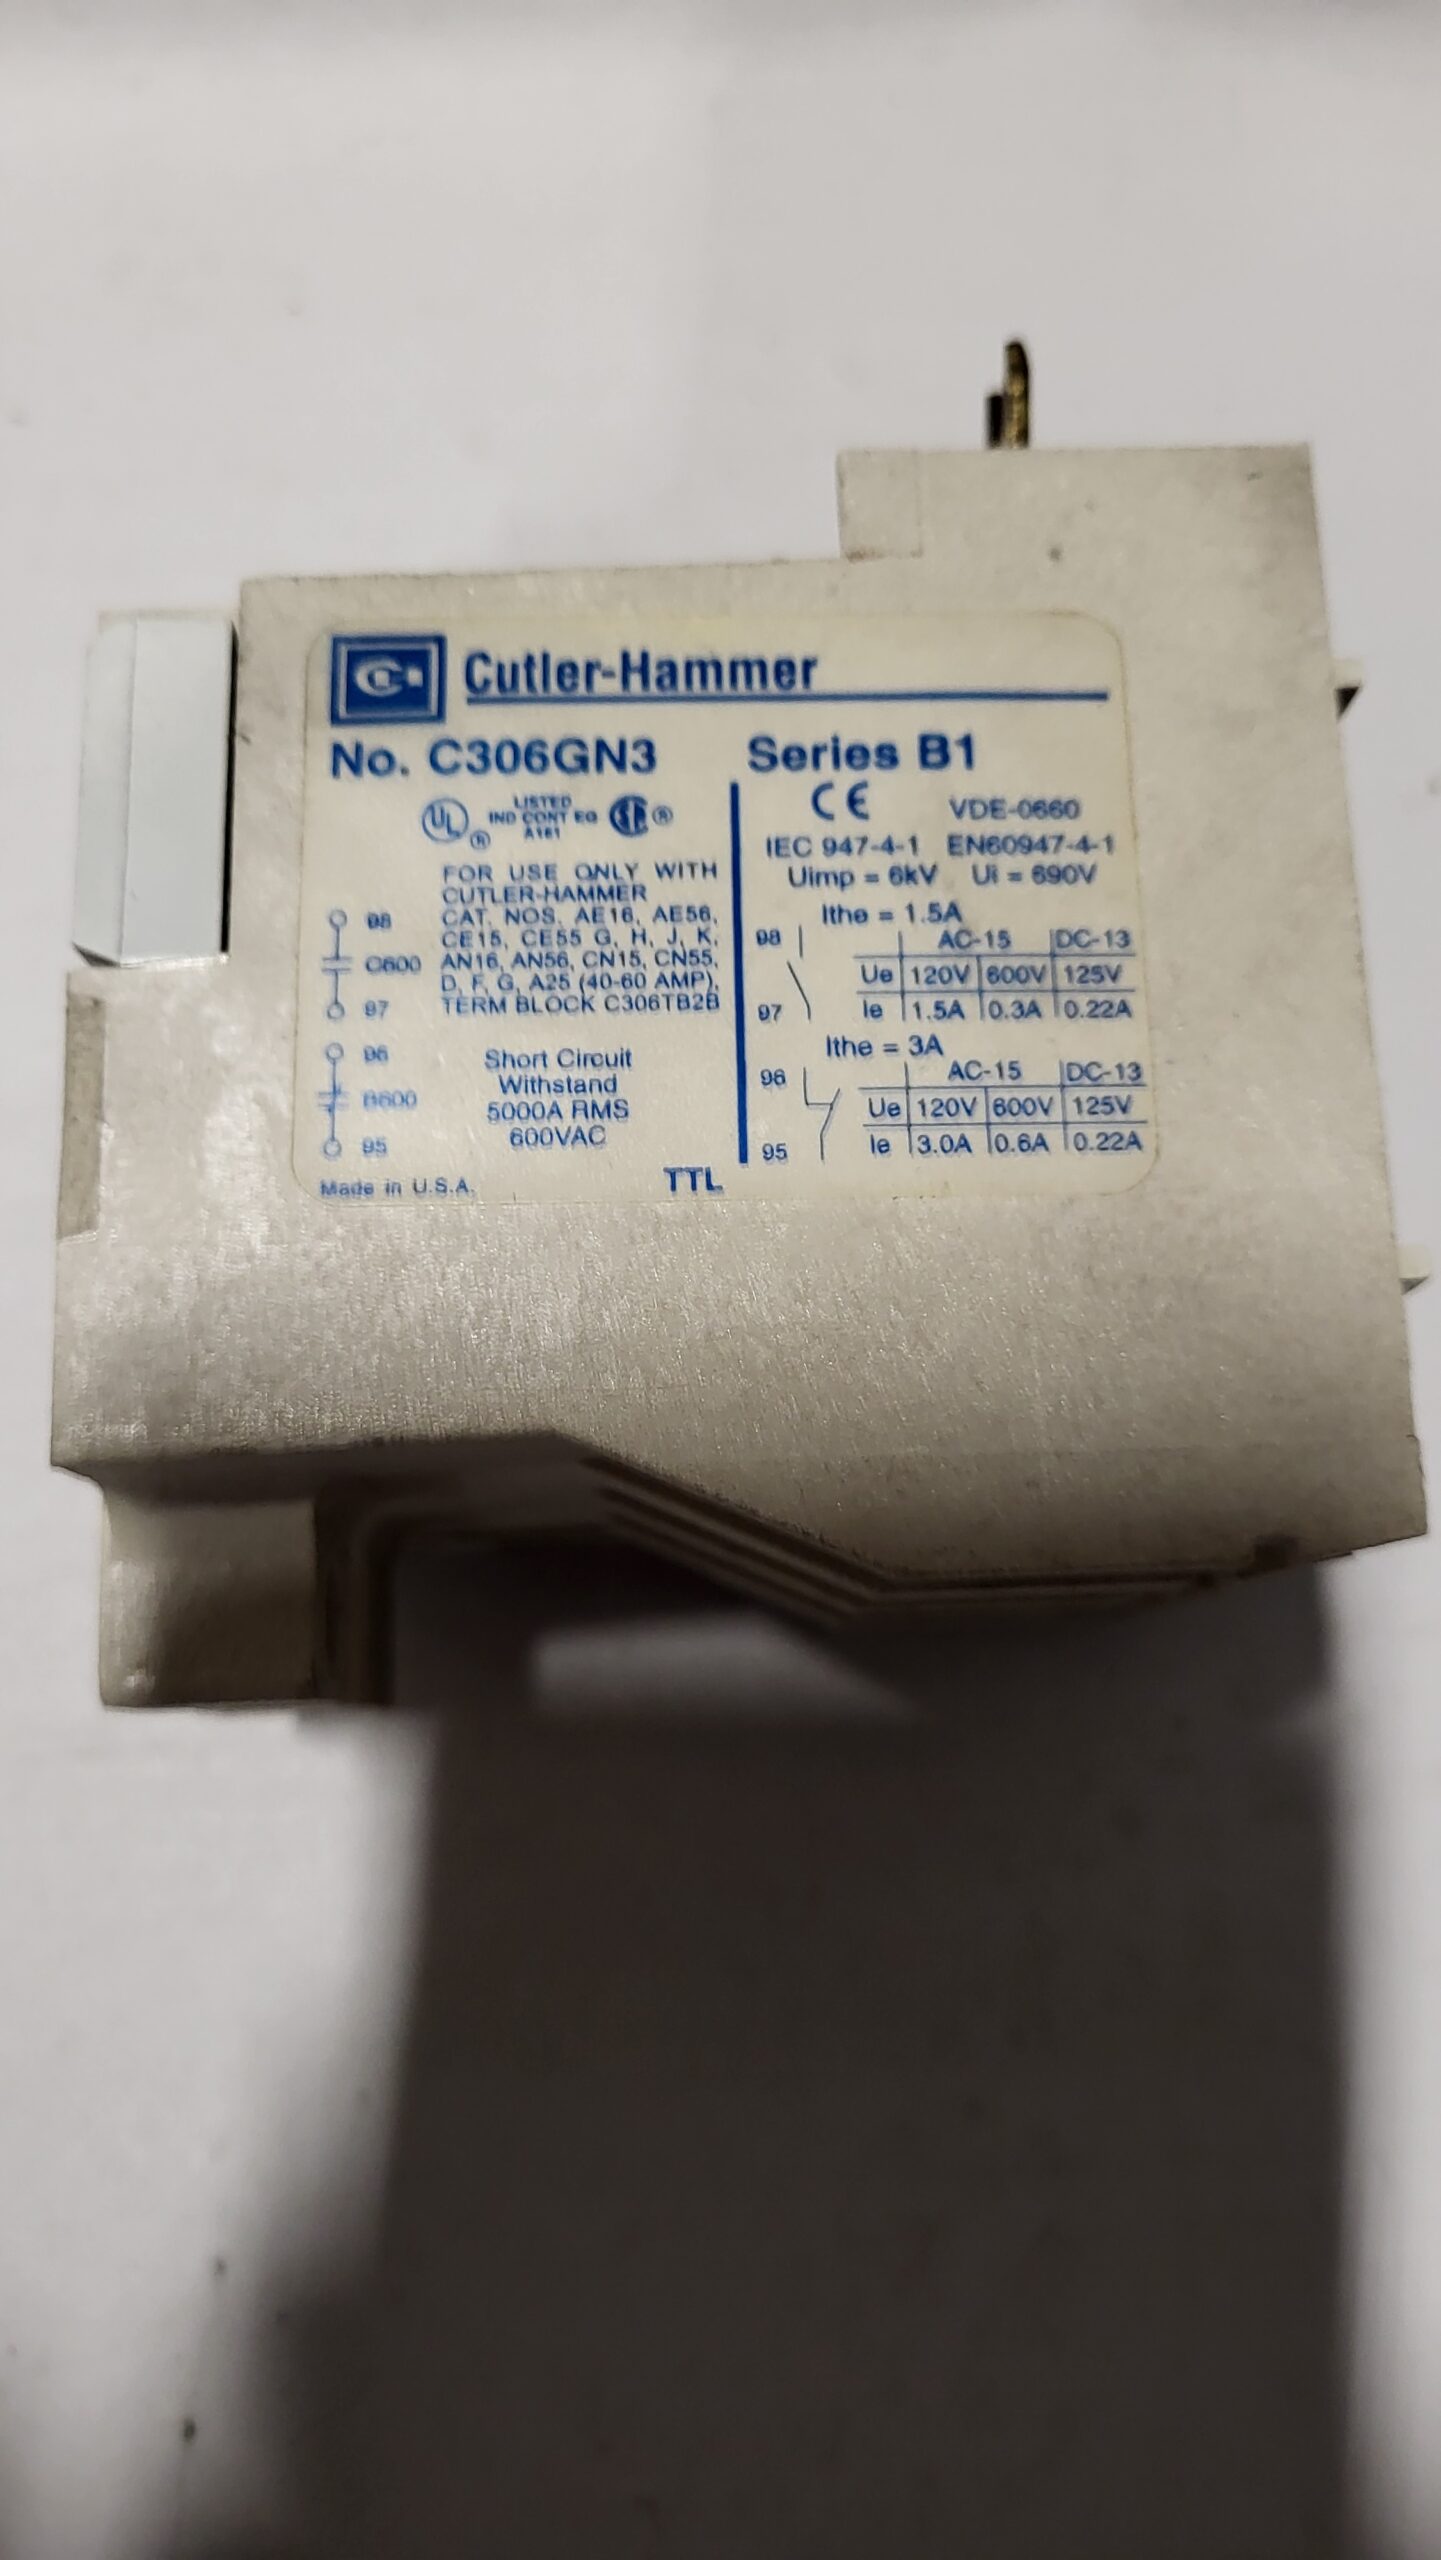 Cutler-Hammer
No. C306GN3
Series B1
UL ® LISTED
IND CONT EQ
A161
®
FOR USE ONLY WITH
CUTLER-HAMMER
CAT. NOS. AE16, AE56,
CE15, CE55 G, H, J, K,
AN16, AN56, CN15, CN55,
D, F, G, A25 (40-60 AMP),
TERM BLOCK C306TB2B
98
C600
97
96
B600
95
Short Circuit
Withstand
5000A RMS
600VAC
Made in U.S.A.
TTL
CE VDE-0660
IEC 947-4-1 EN60947-4-1
Uimp = 6kV Ui = 690V
Ithe = 1.5A
98
AC-15 DC-13
Ue 120V 600V 125V
97
Ie 1.5A 0.3A 0.22A
Ithe = 3A
96
AC-15 DC-13
Ue 120V 600V 125V
95
Ie 3.0A 0.6A 0.22A